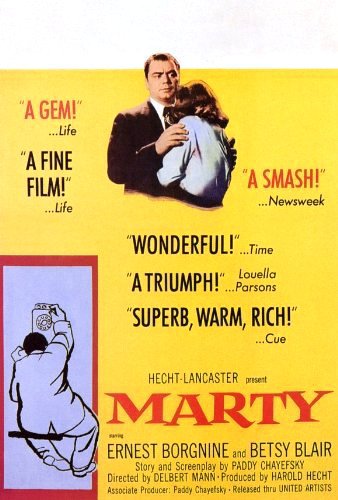 "A GEM!"
...Life
"A FINE
FILM!"
...Life
"A SMASH!"
...Newsweek
"WONDERFUL!"...Time
"A TRIUMPH!"...Louella Parsons
"SUPERB, WARM, RICH!"
...Cue
HECHT-LANCASTER present
MARTY
starring
ERNEST BORGNINE and BETSY BLAIR
Story and Screenplay by PADDY CHAYEFSKY
Directed by DELBERT MANN · Produced by HAROLD HECHT
Associate Producer: Paddy Chayefsky · Released thru UNITED ARTISTS